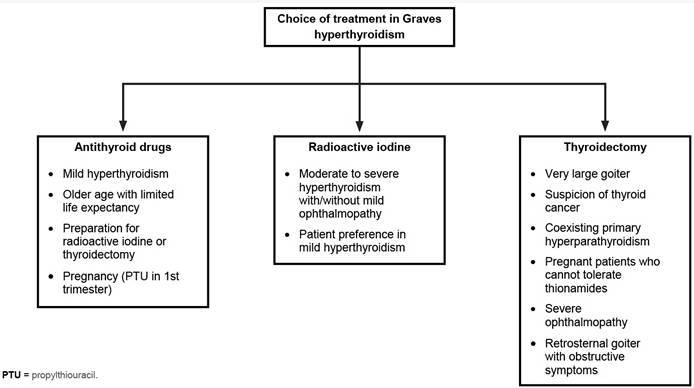 Choice of treatment in Graves
hyperthyroidism
Antithyroid drugs
• Mild hyperthyroidism
• Older age with limited
life expectancy
• Preparation for
radioactive iodine or
thyroidectomy
• Pregnancy (PTU in 1st
trimester)
Radioactive iodine
• Moderate to severe
hyperthyroidism
with/without mild
ophthalmopathy
• Patient preference in
mild hyperthyroidism
Thyroidectomy
• Very large goiter
• Suspicion of thyroid
cancer
• Coexisting primary
hyperparathyroidism
• Pregnant patients who
cannot tolerate
thionamides
• Severe
ophthalmopathy
• Retrosternal goiter
with obstructive
symptoms
PTU = propylthiouracil.